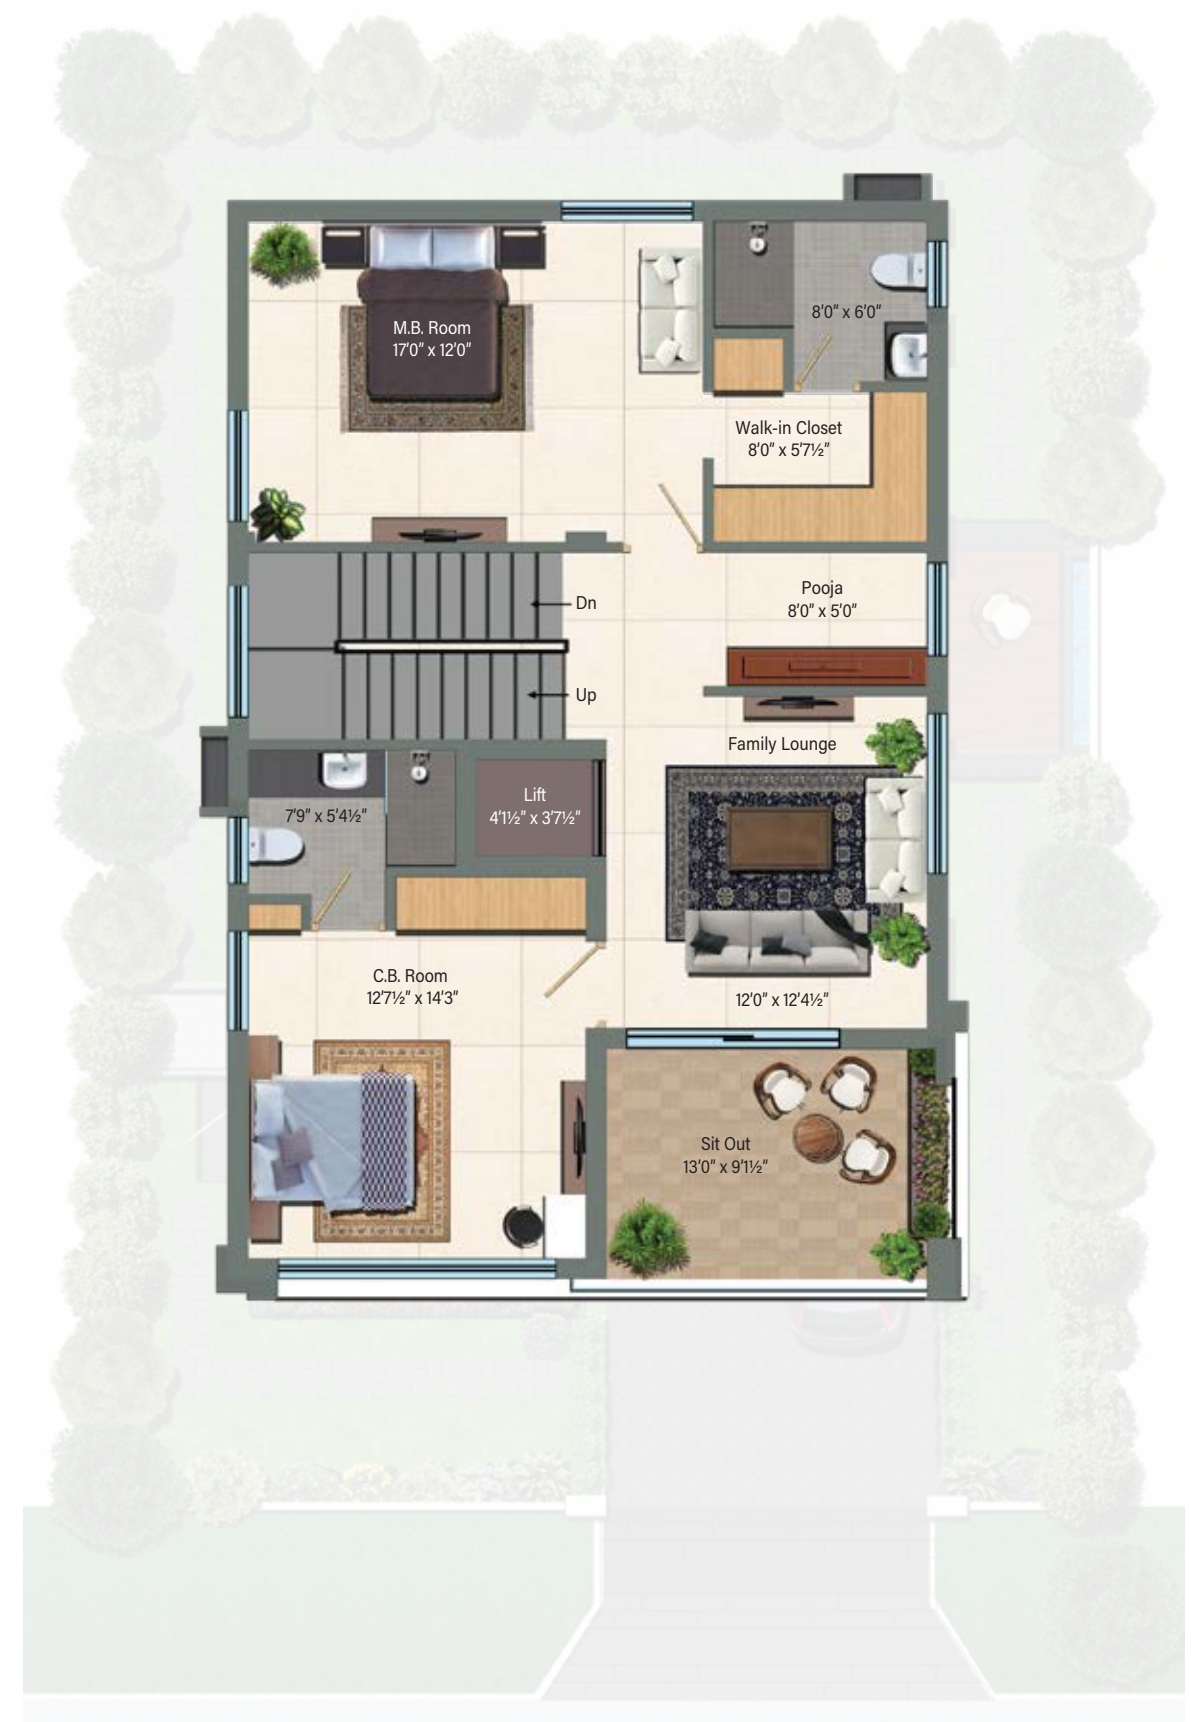 M.B. Room
17'0" x 12'0"
8'0" x 6'0"
Walk-in Closet
8'0" x 5'7½"
Dn
Pooja
8'0" x 5'0"
Up
Family Lounge
Lift
4'1½" x 3'7½"
7'9" x 5'4½"
C.B. Room
12'7½" x 14'3"
12'0" x 12'4½"
Sit Out
13'0" x 9'1½"